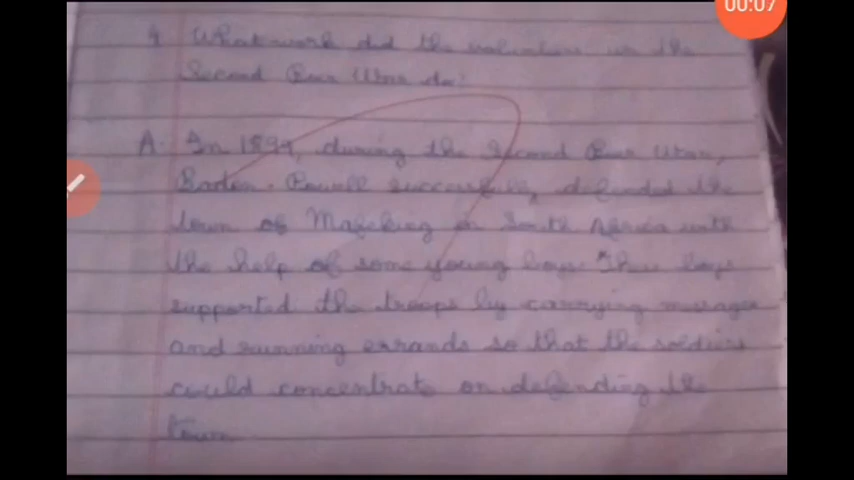 00:07
4 What work did the volunteers in the
Second Boer War do?
A. In 1899, during the Second Boer War,
Baden-Powell successfully defended the
town of Mafeking in South Africa with
the help of some young boys. These boys
supported the troops by carrying messages
and running errands so that the soldiers
could concentrate on defending the
town